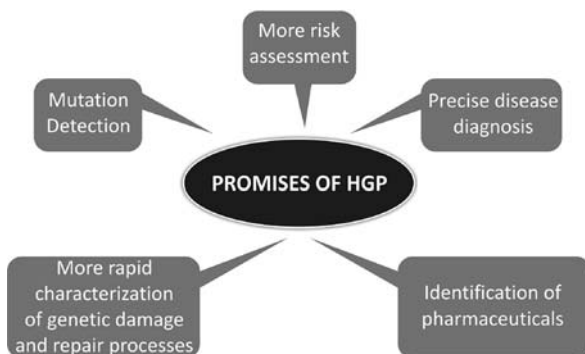 More risk
assessment
Mutation
Detection
Precise disease
diagnosis
PROMISES OF HGP
More rapid
characterization
of genetic damage
and repair processes
Identification of
pharmaceuticals